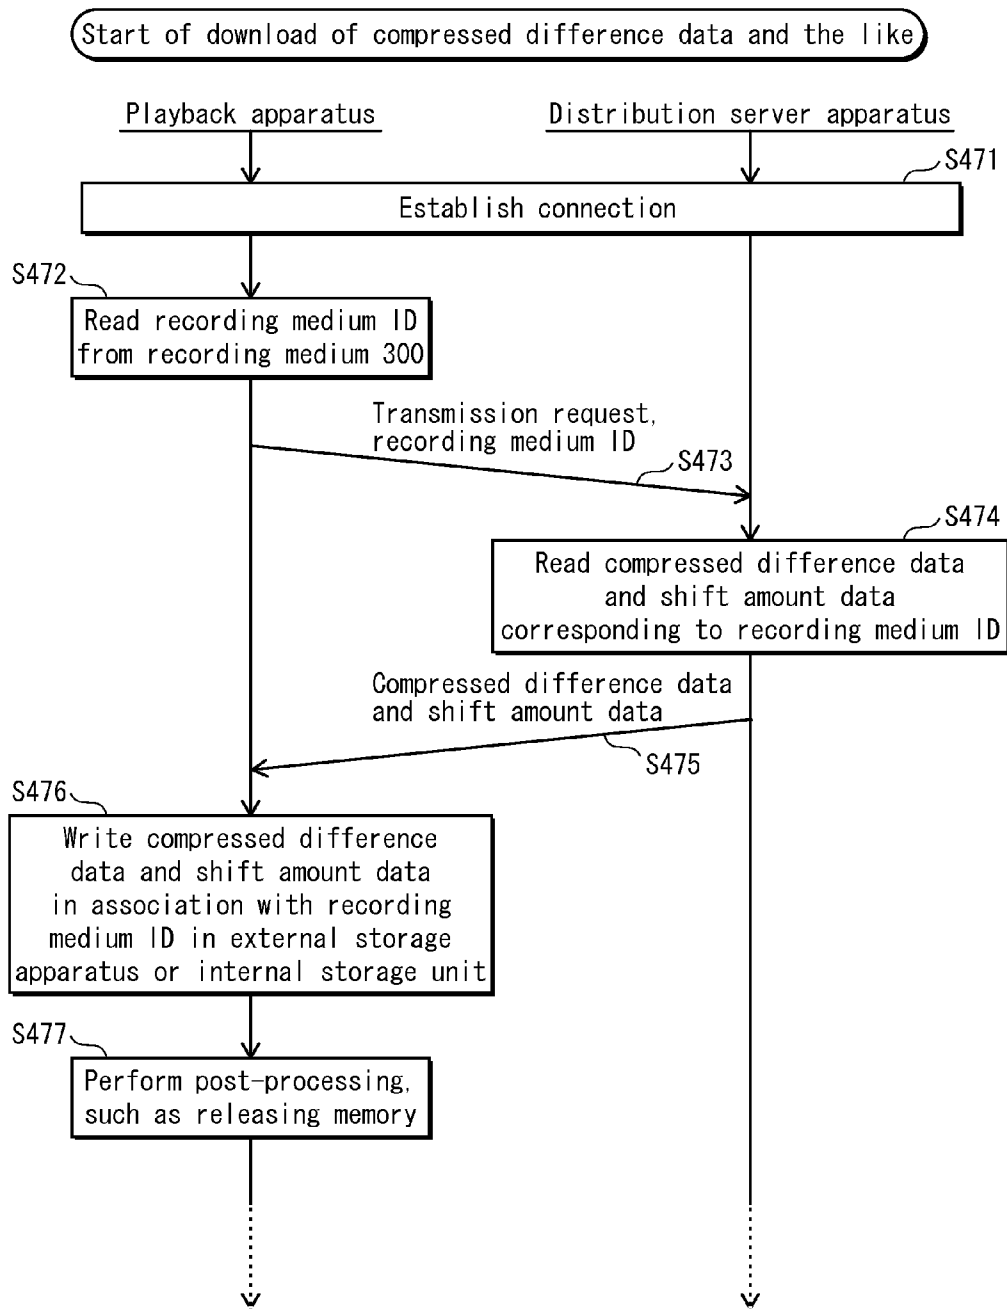 Start of download of compressed difference data and the like
Playback apparatus
Distribution server apparatus
S471
Establish connection
S472
Read recording medium ID
from recording medium 300
Transmission request,
recording medium ID
S473
S474
Read compressed difference data
and shift amount data
corresponding to recording medium ID
Compressed difference data
and shift amount data
S475
S476
Write compressed difference
data and shift amount data
in association with recording
medium ID in external storage
apparatus or internal storage unit
S477
Perform post-processing,
such as releasing memory